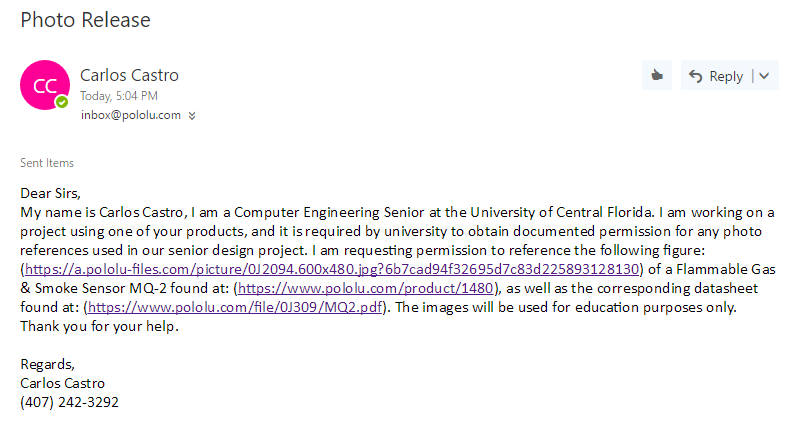 Photo Release
CC
Carlos Castro
Today, 5:04 PM
inbox@pololu.com
Reply
Sent Items
Dear Sirs,
My name is Carlos Castro, I am a Computer Engineering Senior at the University of Central Florida. I am working on a
project using one of your products, and it is required by university to obtain documented permission for any photo
references used in our senior design project. I am requesting permission to reference the following figure:
(https://a.pololu-files.com/picture/0J2094.600x480.jpg?6b7cad94f32695d7c83d225893128130) of a Flammable Gas
& Smoke Sensor MQ-2 found at: (https://www.pololu.com/product/1480), as well as the corresponding datasheet
found at: (https://www.pololu.com/file/0J309/MQ2.pdf). The images will be used for education purposes only.
Thank you for your help.
Regards,
Carlos Castro
(407) 242-3292